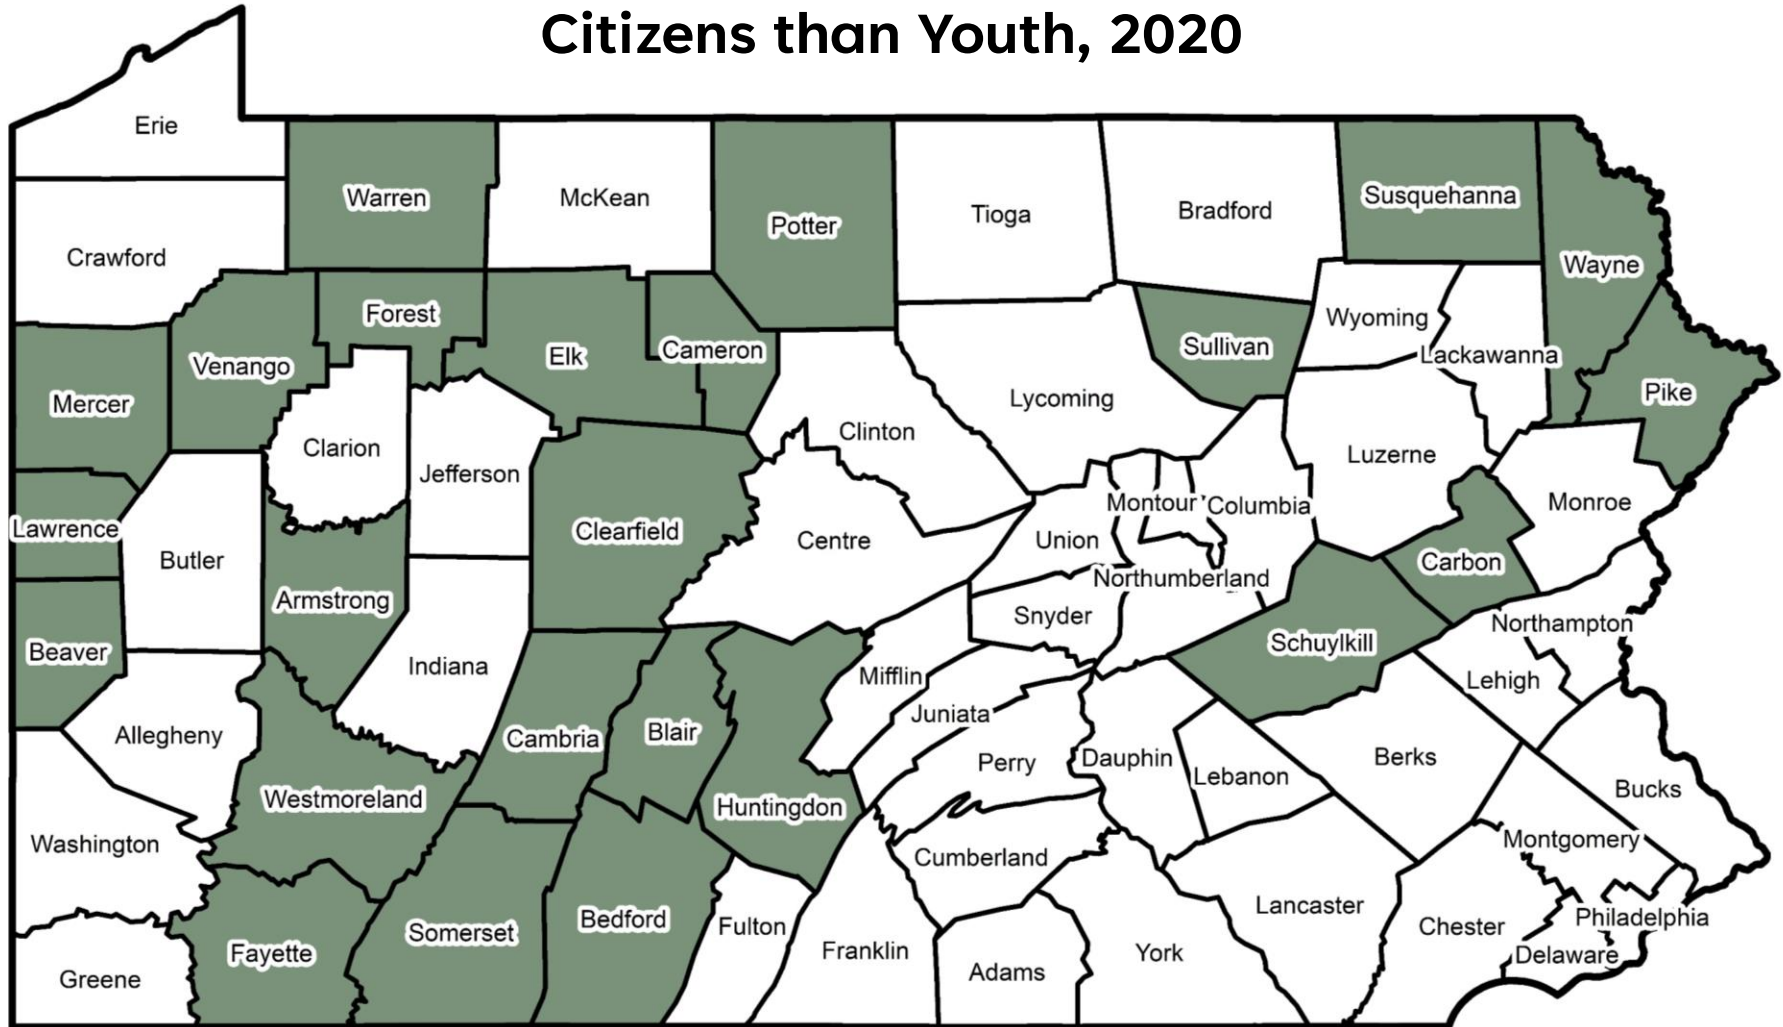 Citizens than Youth, 2020
Erie
Warren
McKean
Potter
Tioga
Bradford
Susquehanna
Wayne
Crawford
Forest
Venango
Elk
Cameron
Sullivan
Wyoming
Lackawanna
Pike
Mercer
Clarion
Jefferson
Clinton
Lycoming
Luzerne
Monroe
Lawrence
Butler
Armstrong
Clearfield
Centre
Union
Montour
Columbia
Northumberland
Snyder
Carbon
Schuylkill
Northampton
Lehigh
Beaver
Allegheny
Indiana
Cambria
Blair
Mifflin
Juniata
Perry
Dauphin
Lebanon
Berks
Bucks
Washington
Westmoreland
Huntingdon
Cumberland
Montgomery
Greene
Fayette
Somerset
Bedford
Fulton
Franklin
Adams
York
Lancaster
Chester
Philadelphia
Delaware